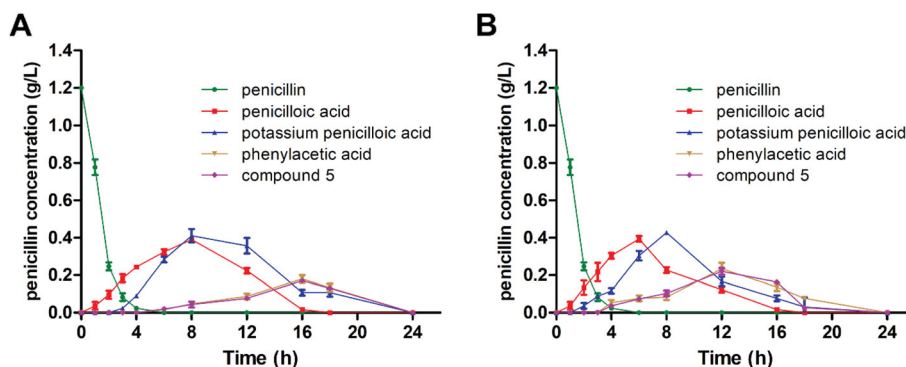 A
penicillin concentration (g/L)
1.4
1.2
1.0
0.8
0.6
0.4
0.2
0.0
0 4 8 12 16 20 24
Time (h)
penicillin
penicilloic acid
potassium penicilloic acid
phenylacetic acid
compound 5
B
penicillin concentration (g/L)
1.4
1.2
1.0
0.8
0.6
0.4
0.2
0.0
0 4 8 12 16 20 24
Time (h)
penicillin
penicilloic acid
potassium penicilloic acid
phenylacetic acid
compound 5